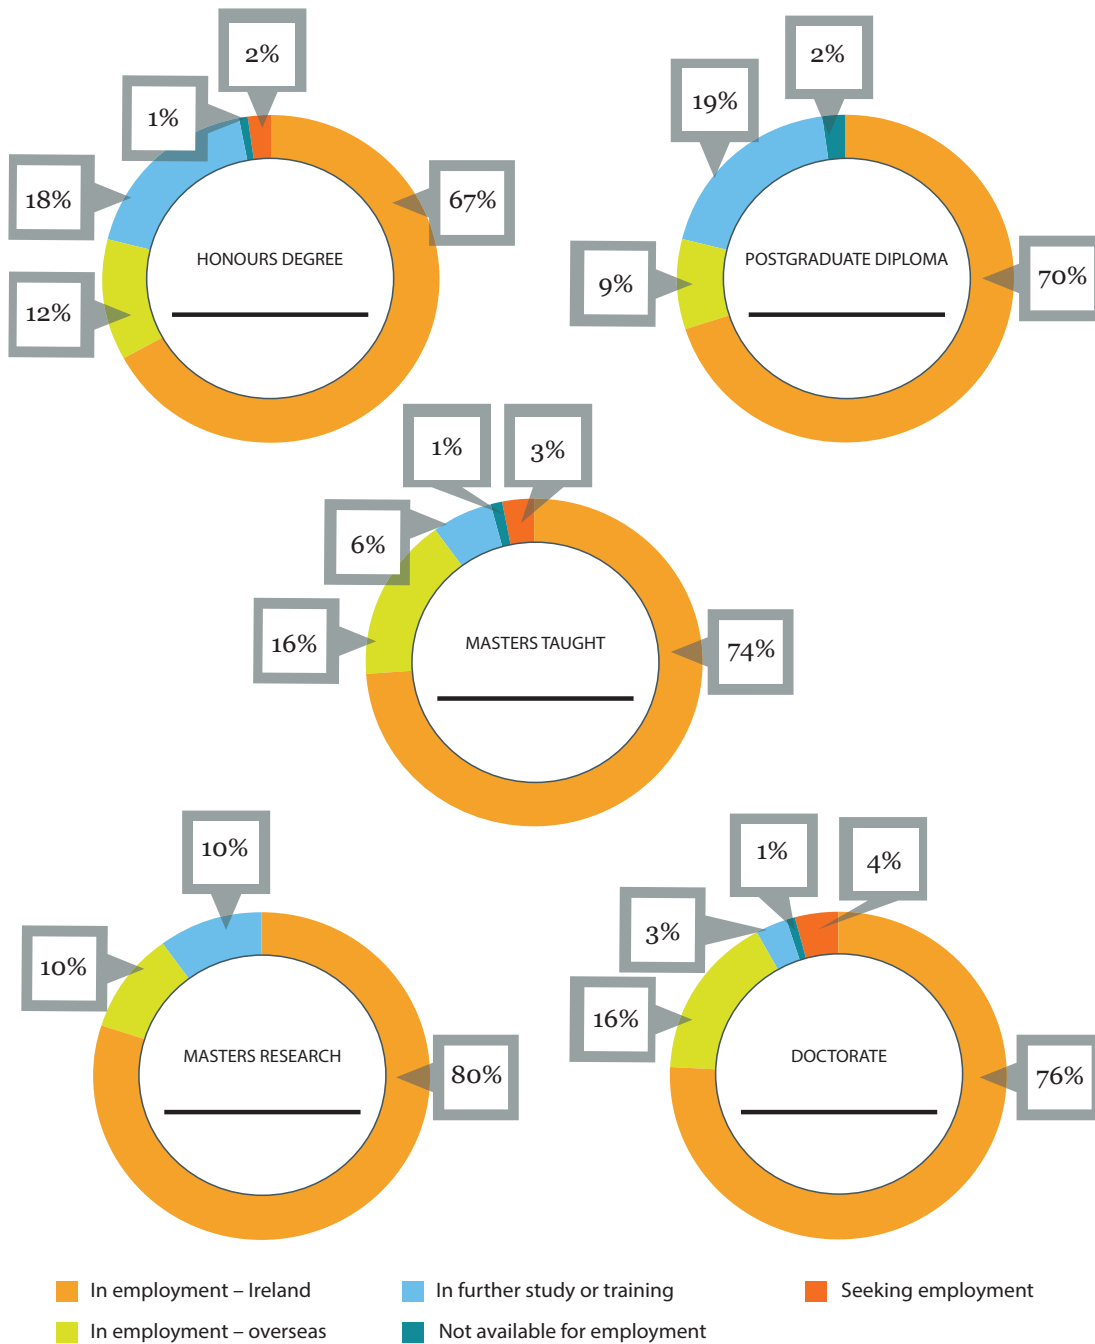 2%
1%
18%
67%
12%
HONOURS DEGREE
2%
19%
9%
70%
POSTGRADUATE DIPLOMA
1%
3%
6%
16%
74%
MASTERS TAUGHT
10%
10%
80%
MASTERS RESEARCH
1%
4%
3%
16%
76%
DOCTORATE
In employment – Ireland
In further study or training
Seeking employment
In employment – overseas
Not available for employment